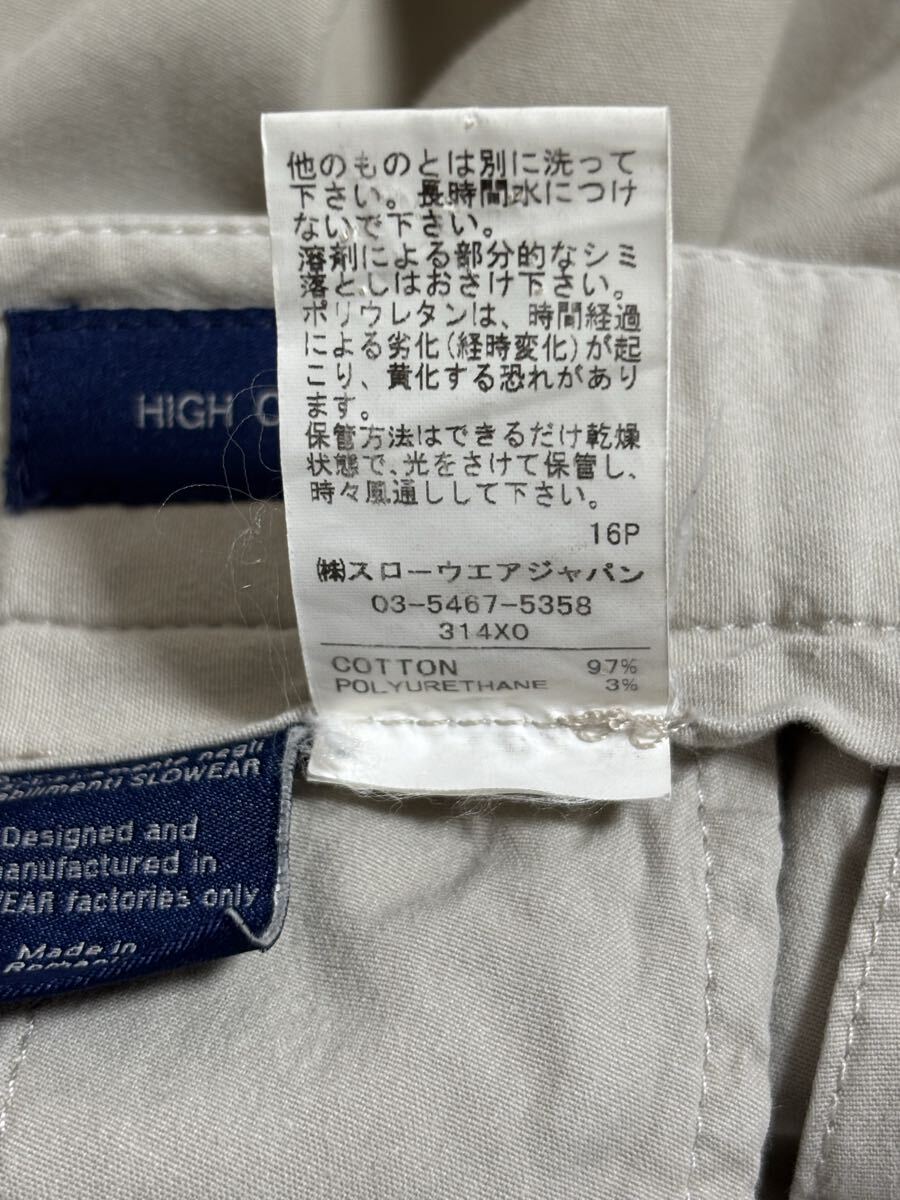 他のものとは別に洗って
下さい。長時間水につけ
ないで下さい。
溶剤による部分的なシミ
落としはおさけ下さい。
ポリウレタンは、時間経過
による劣化(経時変化)が起
こり、黄化する恐れがあり
ます。
保管方法はできるだけ乾燥
状態で、光をさけて保管し、
時々風通しして下さい。
16P
㈱スローウエアジャパン
03-5467-5358
314XO
COTTON 97%
POLYURETHANE 3%
HIGH
SLOWEAR
Designed and
manufactured in
factories only
Made in